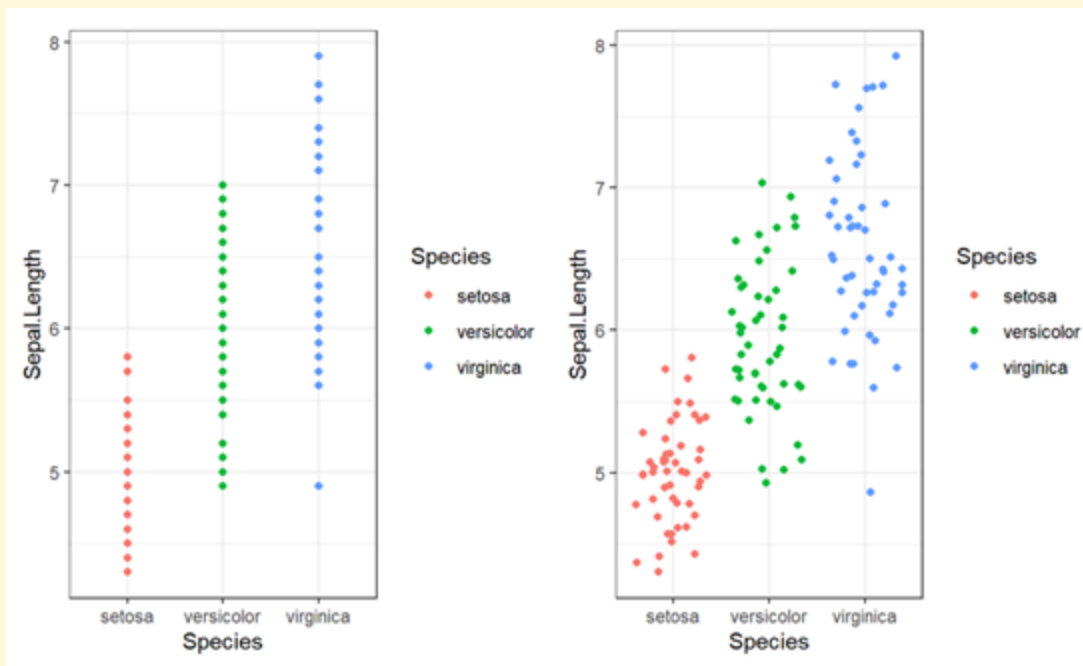 8
7
6
5
Sepal.Length
setosa versicolor virginica
Species
Species
setosa
versicolor
virginica
8
7
6
5
Sepal.Length
setosa versicolor virginica
Species
Species
setosa
versicolor
virginica